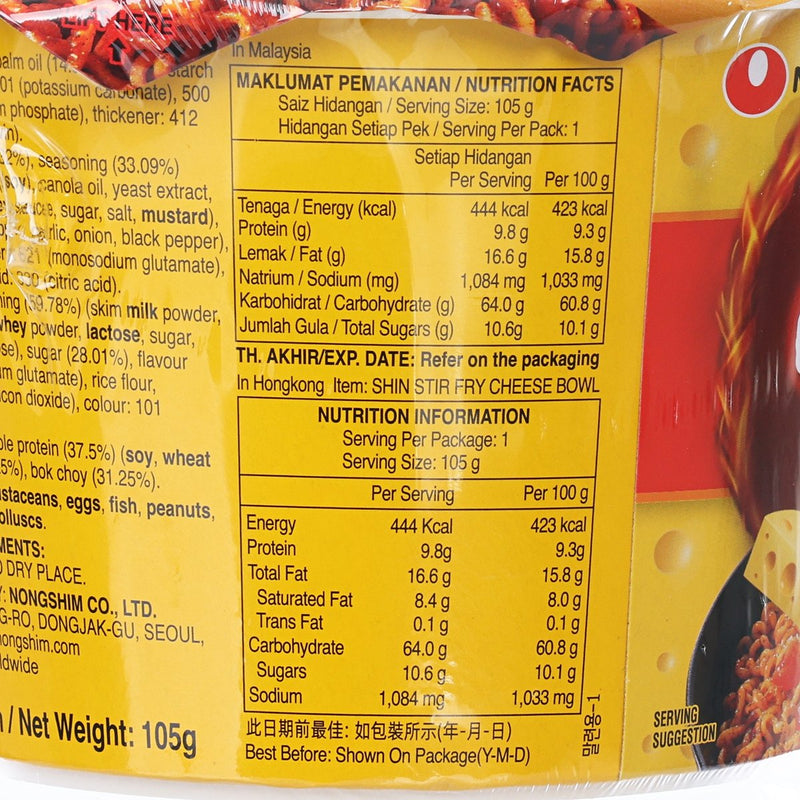 HERE
palm oil
starch
(potassium carbonate), 500
phosphate), thickener: 412
seasoning (33.09%)
canola oil, yeast extract,
sugar, salt, mustard),
onion, black pepper),
(monosodium glutamate),
(citric acid).
(59.78%) (skim milk powder,
whey powder, lactose, sugar,
sugar (28.01%), flavour
glutamate), rice flour,
dioxide), colour: 101
protein (37.5%) (soy, wheat
bok choy (31.25%).
eggs, fish, peanuts,
DRY PLACE.
NONGSHIM CO., LTD.
DONGJAK-GU, SEOUL,
/ Net Weight: 105g
In Malaysia
MAKLUMAT PEMAKANAN / NUTRITION FACTS
Saiz Hidangan / Serving Size: 105 g
Hidangan Setiap Pek / Serving Per Pack: 1
Setiap Hidangan
Per Serving Per 100 g
Tenaga / Energy (kcal) 444 kcal 423 kcal
Protein (g) 9.8 g 9.3 g
Lemak / Fat (g) 16.6 g 15.8 g
Natrium / Sodium (mg) 1,084 mg 1,033 mg
Karbohidrat / Carbohydrate (g) 64.0 g 60.8 g
Jumlah Gula / Total Sugars (g) 10.6g 10.1 g
TH. AKHIR/EXP. DATE: Refer on the packaging
In Hongkong Item: SHIN STIR FRY CHEESE BOWL
NUTRITION INFORMATION
Serving Per Package: 1
Serving Size: 105 g
Per Serving Per 100 g
Energy 444 Kcal 423 kcal
Protein 9.8g 9.3g
Total Fat 16.6 g 15.8 g
Saturated Fat 8.4 g 8.0 g
Trans Fat 0.1 g 0.1 g
Carbohydrate 64.0 g 60.8 g
Sugars 10.6 g 10.1 g
Sodium 1,084 mg 1,033 mg
此日期前最佳: 如包裝所示(年-月-日)
Best Before: Shown On Package(Y-M-D)
말련용-1
SERVING
SUGGESTION